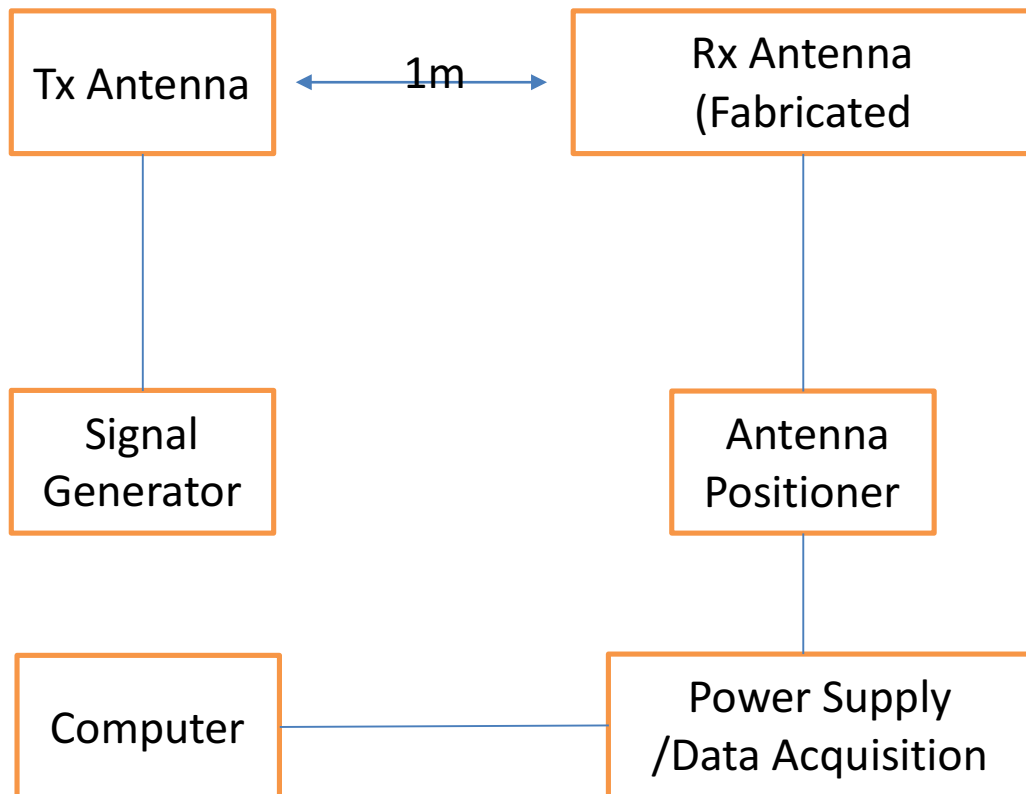 Tx Antenna
1m
Rx Antenna
(Fabricated
Signal
Generator
Antenna
Positioner
Computer
Power Supply
/Data Acquisition